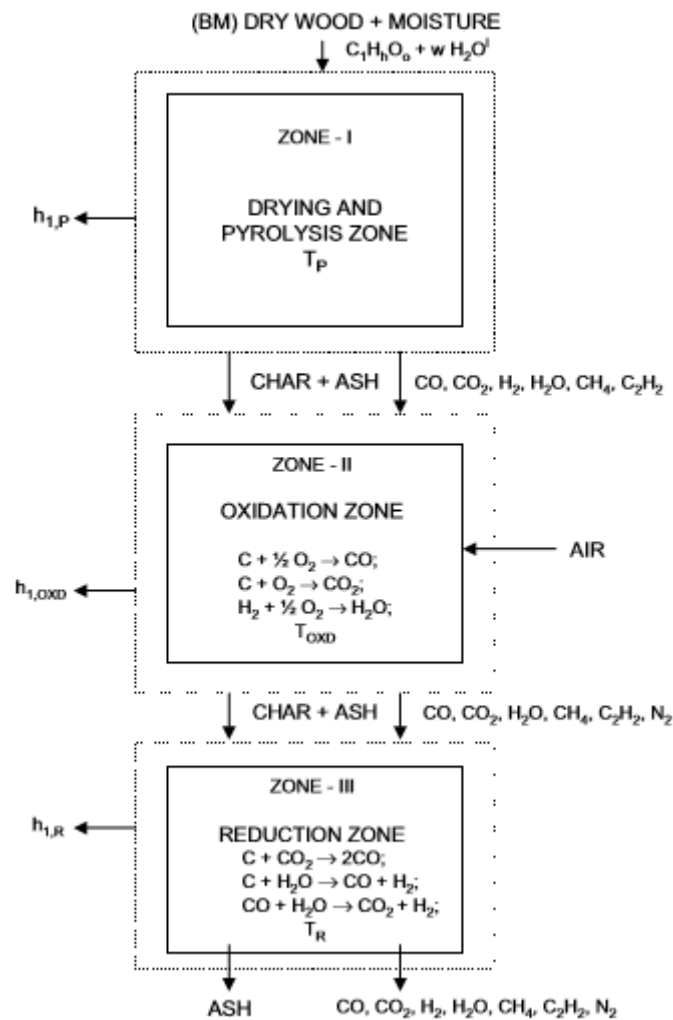 (BM) DRY WOOD + MOISTURE
C₁HₕOₒ + w H₂Oˡ
ZONE - I
DRYING AND
PYROLYSIS ZONE
T_P
h₁,P
CHAR + ASH
CO, CO₂, H₂, H₂O, CH₄, C₂H₂
ZONE - II
OXIDATION ZONE
C + ½ O₂ → CO;
C + O₂ → CO₂;
H₂ + ½ O₂ → H₂O;
T_OXD
AIR
h₁,OXD
CHAR + ASH
CO, CO₂, H₂O, CH₄, C₂H₂, N₂
ZONE - III
REDUCTION ZONE
C + CO₂ → 2CO;
C + H₂O → CO + H₂;
CO + H₂O → CO₂ + H₂;
T_R
h₁,R
ASH
CO, CO₂, H₂, H₂O, CH₄, C₂H₂, N₂